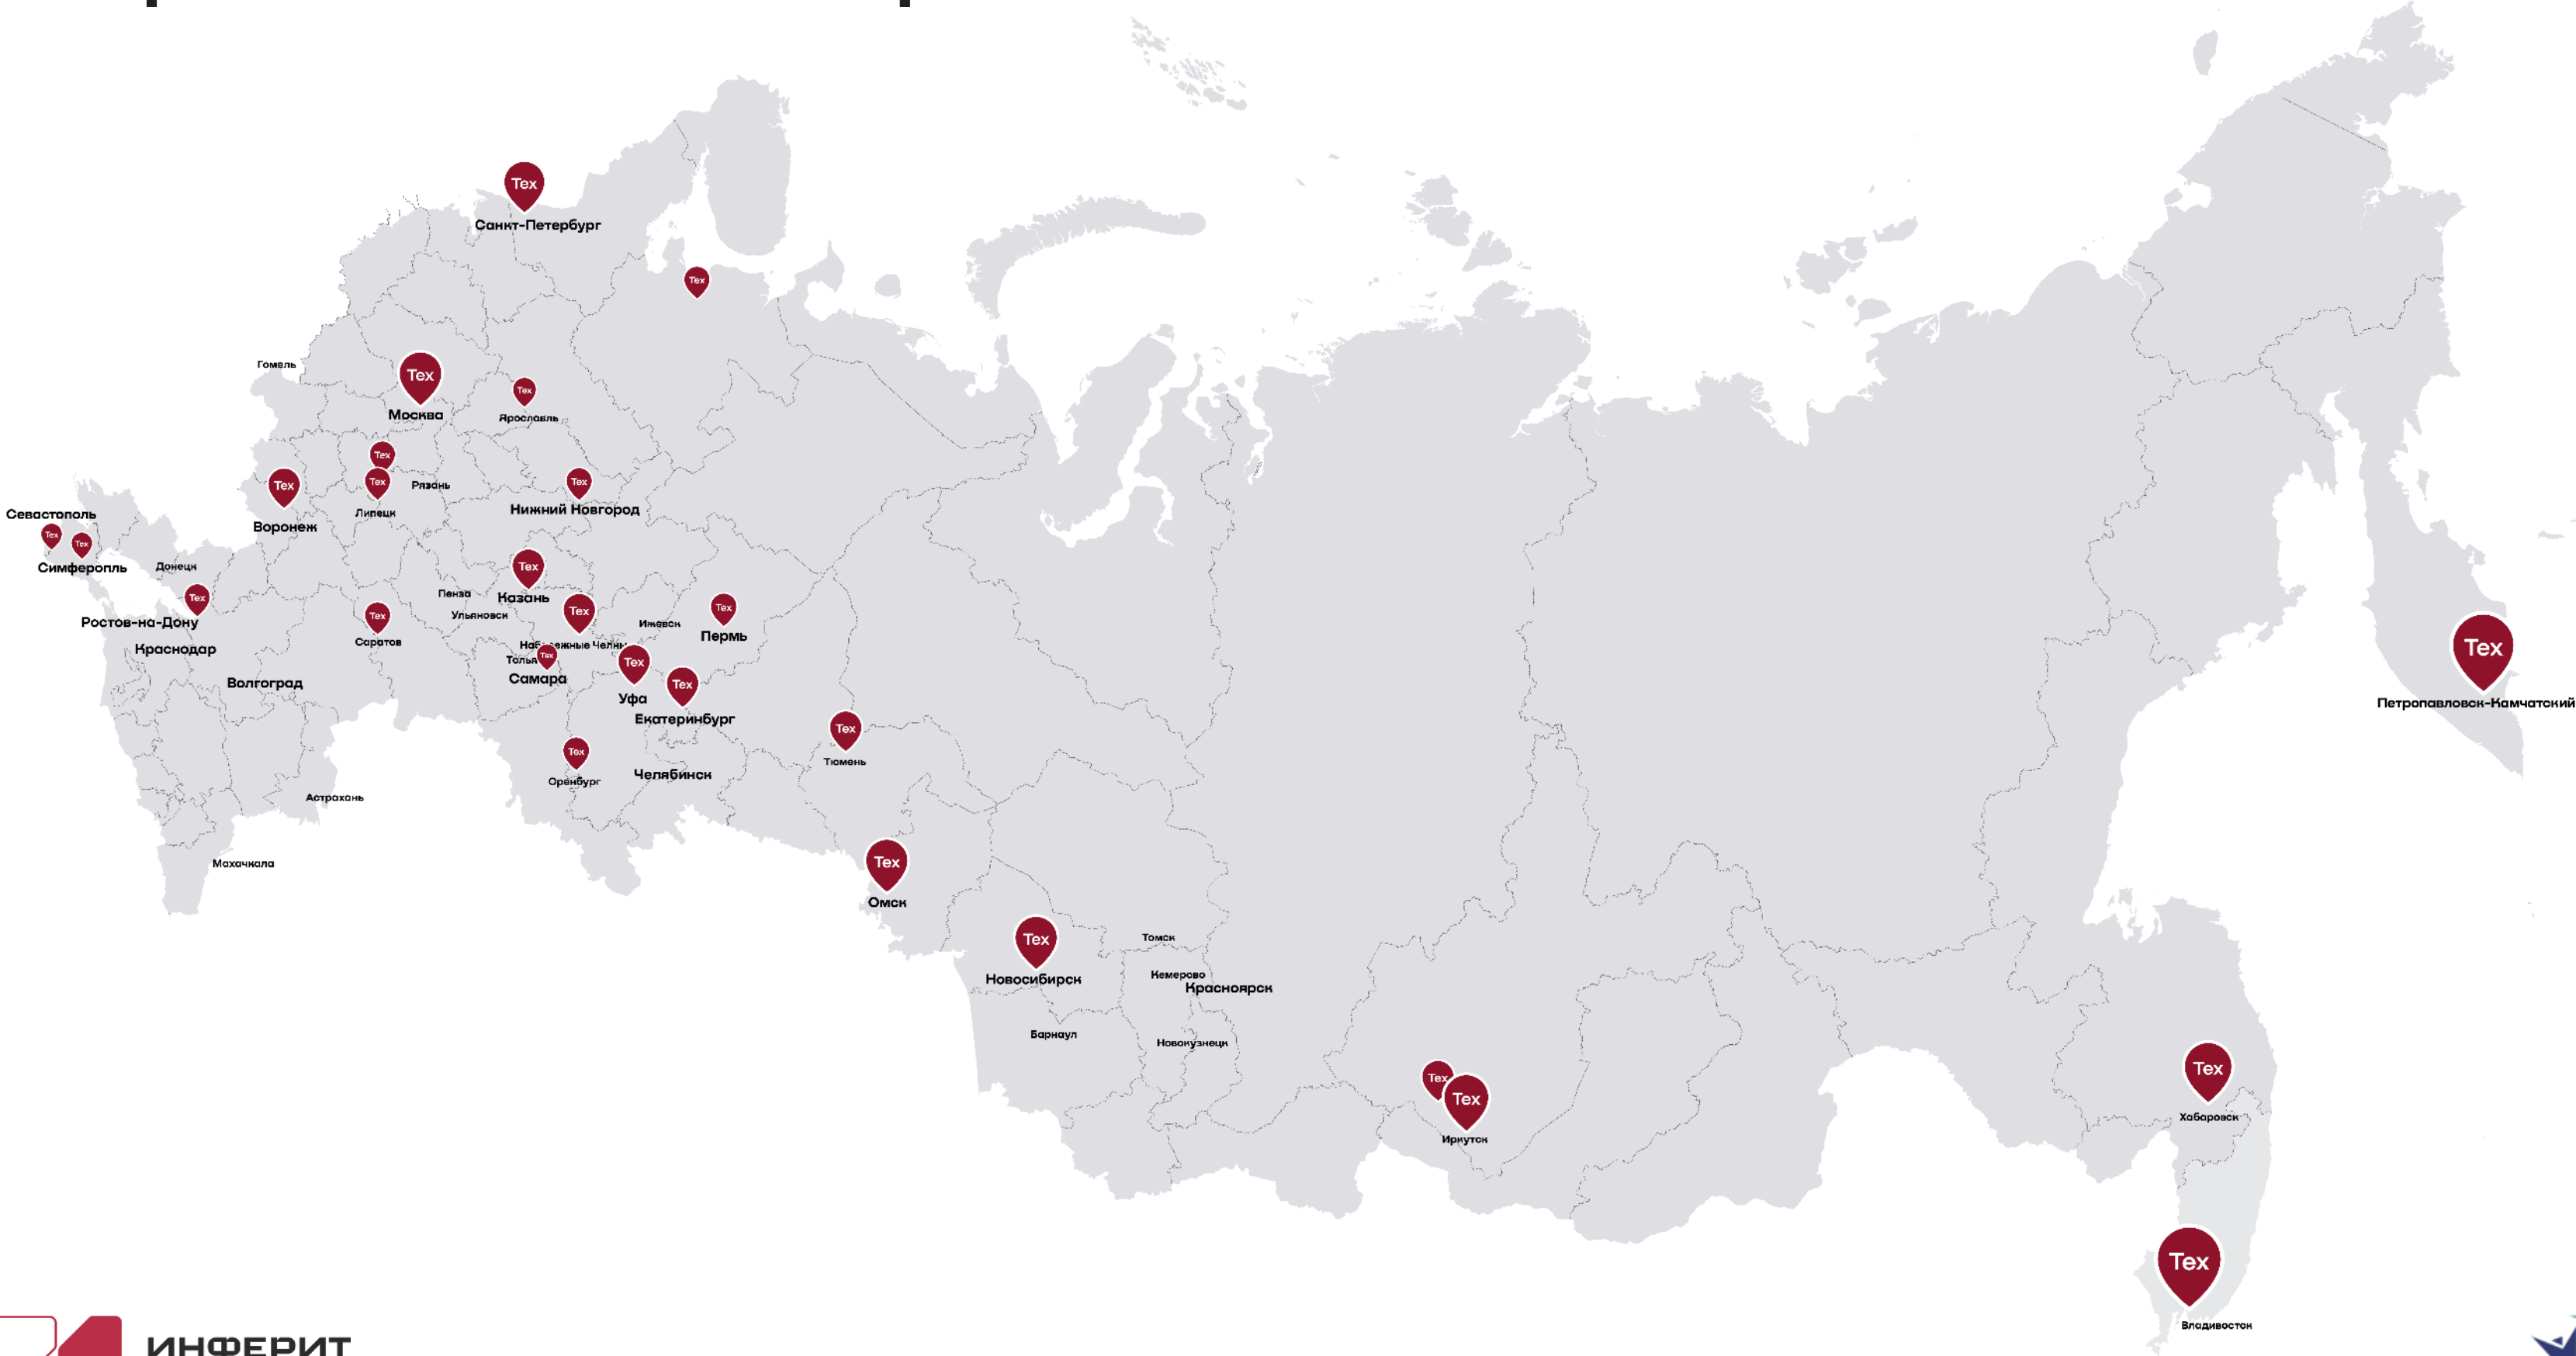 Тех
Санкт-Петербург
Тех
Гомель
Тех
Москва
Тех
Ярославль
Тех
Тех
Рязань
Липецк
Тех
Воронеж
Тех
Нижний Новгород
Севастополь
Тех
Тех
Симферопль
Донецк
Тех
Ростов-на-Дону
Краснодар
Волгоград
Тех
Саратов
Пенза
Ульяновск
Тех
Казань
Тех
Ижевск
Тех
Пермь
Тех
Самара
Тех
Уфа
Тех
Екатеринбург
Тех
Оренбург
Челябинск
Тех
Тюмень
Астрахань
Махачкала
Тех
Омск
Тех
Новосибирск
Томск
Кемерово
Красноярск
Барнаул
Новокузнецк
Тех
Тех
Иркутск
Тех
Петропавловск-Камчатский
Тех
Хабаровск
Тех
Владивосток
ИНФЕРИТ